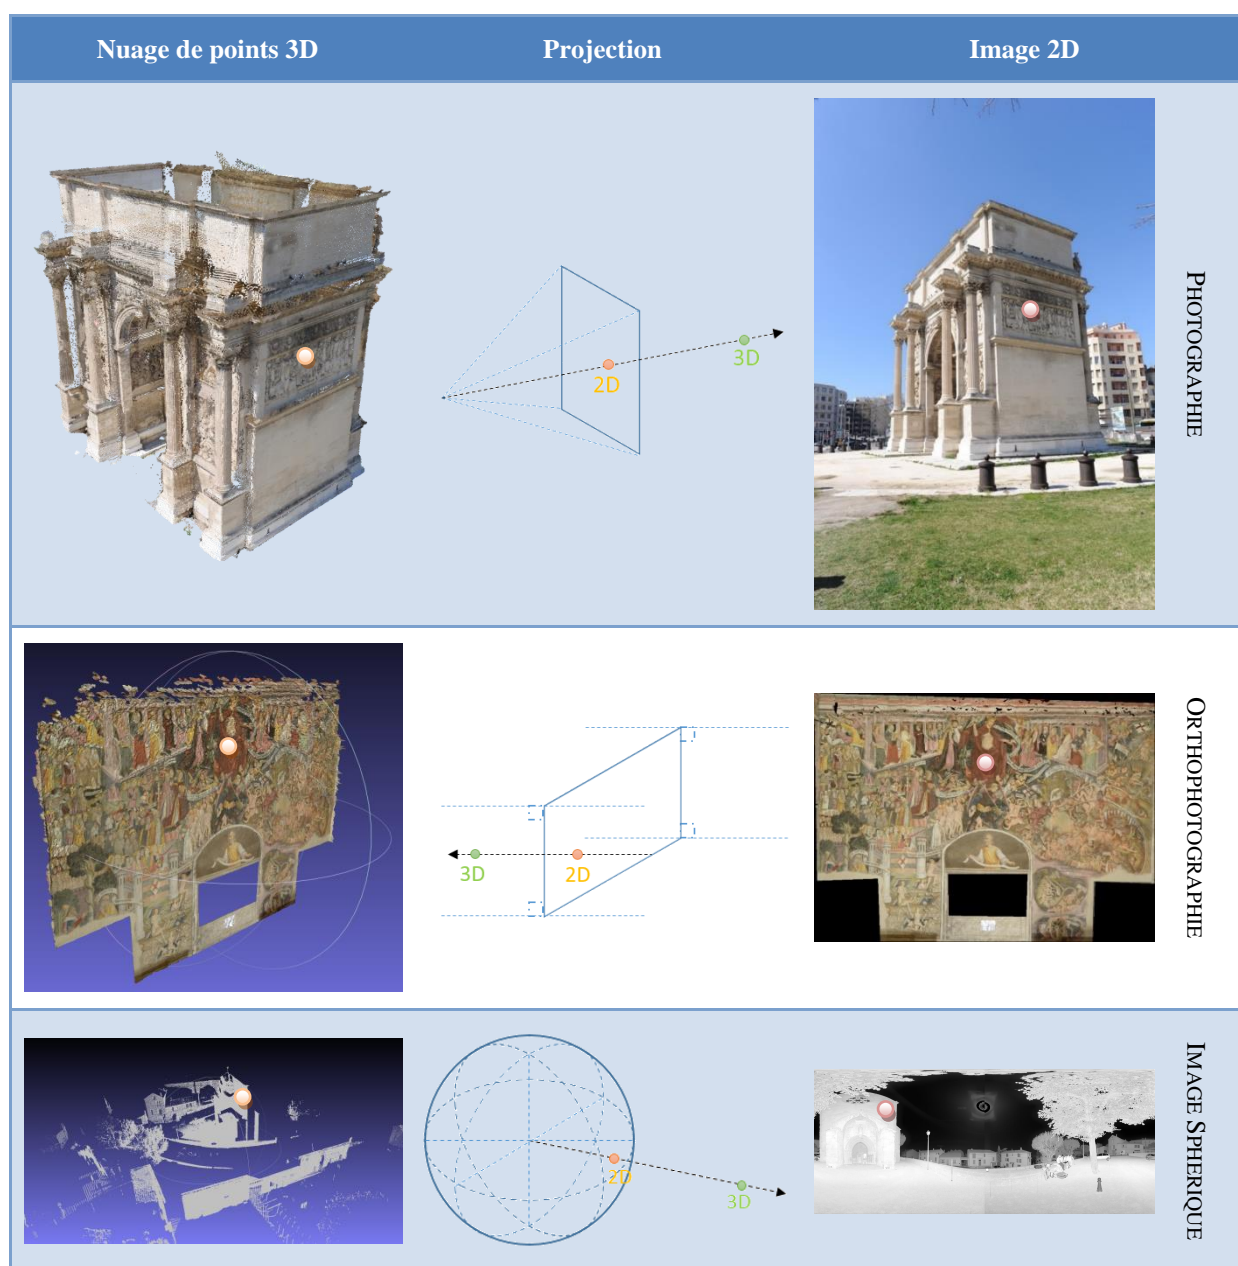 Nuage de points 3D
Projection
Image 2D
2D
3D
PHOTOGRAPHIE
3D
2D
ORTHOPHOTOGRAPHIE
2D
3D
IMAGE SPHERIQUE